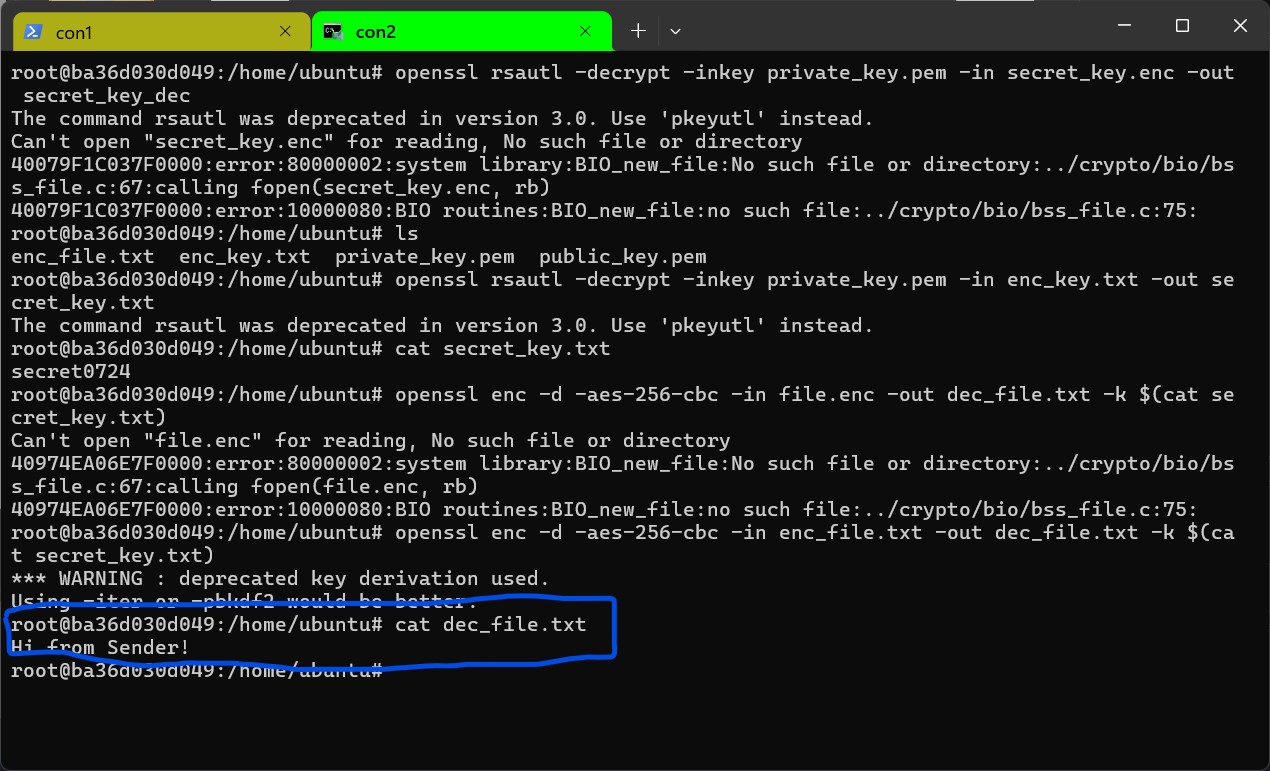 con1
con2
root@ba36d030d049:/home/ubuntu# openssl rsautl -decrypt -inkey private_key.pem -in secret_key.enc -out
 secret_key_dec
The command rsautl was deprecated in version 3.0. Use 'pkeyutl' instead.
Can't open "secret_key.enc" for reading, No such file or directory
40079F1C037F0000:error:80000002:system library:BIO_new_file:No such file or directory:../crypto/bio/bs
s_file.c:67:calling fopen(secret_key.enc, rb)
40079F1C037F0000:error:10000080:BIO routines:BIO_new_file:no such file:../crypto/bio/bss_file.c:75:
root@ba36d030d049:/home/ubuntu# ls
enc_file.txt  enc_key.txt  private_key.pem  public_key.pem
root@ba36d030d049:/home/ubuntu# openssl rsautl -decrypt -inkey private_key.pem -in enc_key.txt -out se
cret_key.txt
The command rsautl was deprecated in version 3.0. Use 'pkeyutl' instead.
root@ba36d030d049:/home/ubuntu# cat secret_key.txt
secret0724
root@ba36d030d049:/home/ubuntu# openssl enc -d -aes-256-cbc -in file.enc -out dec_file.txt -k $(cat se
cret_key.txt)
Can't open "file.enc" for reading, No such file or directory
40974EA06E7F0000:error:80000002:system library:BIO_new_file:No such file or directory:../crypto/bio/bs
s_file.c:67:calling fopen(file.enc, rb)
40974EA06E7F0000:error:10000080:BIO routines:BIO_new_file:no such file:../crypto/bio/bss_file.c:75:
root@ba36d030d049:/home/ubuntu# openssl enc -d -aes-256-cbc -in enc_file.txt -out dec_file.txt -k $(ca
t secret_key.txt)
*** WARNING : deprecated key derivation used.
Using -iter or -pbkdf2 would be better.
root@ba36d030d049:/home/ubuntu# cat dec_file.txt
Hi from Sender!
root@ba36d030d049:/home/ubuntu#